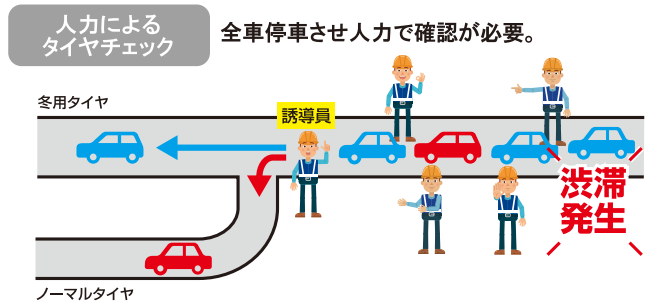 人力による
タイヤチェック
全車停車させ人力で確認が必要。
冬用タイヤ
誘導員
渋滞
発生
ノーマルタイヤ